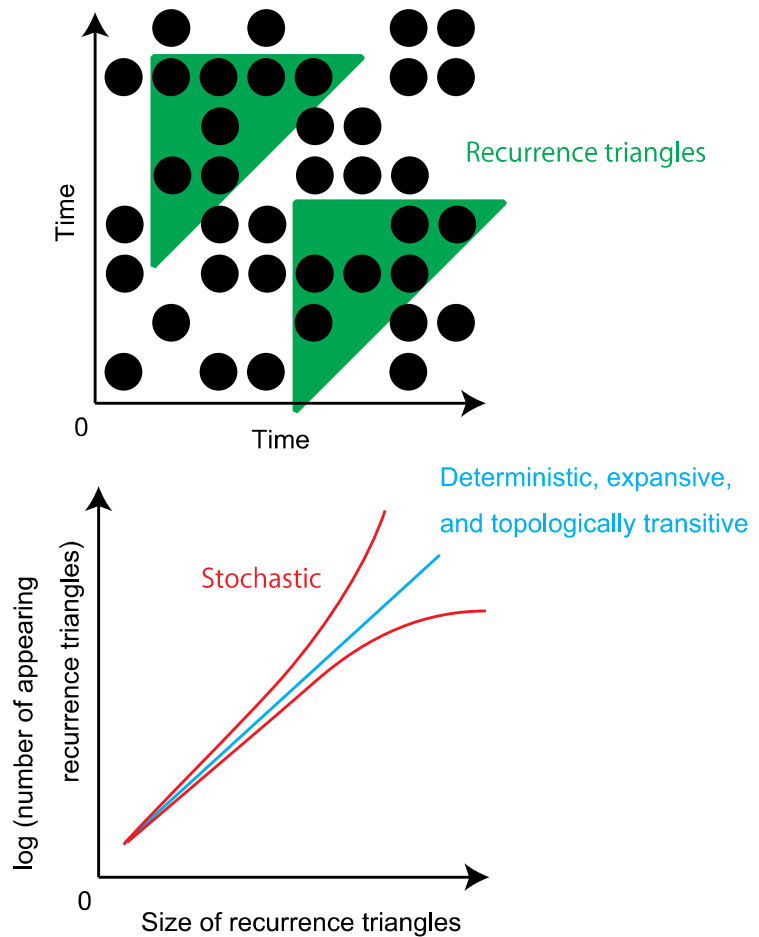 Time
Recurrence triangles
0
Time
Deterministic, expansive,
and topologically transitive
Stochastic
log (number of appearing
recurrence triangles)
0
Size of recurrence triangles